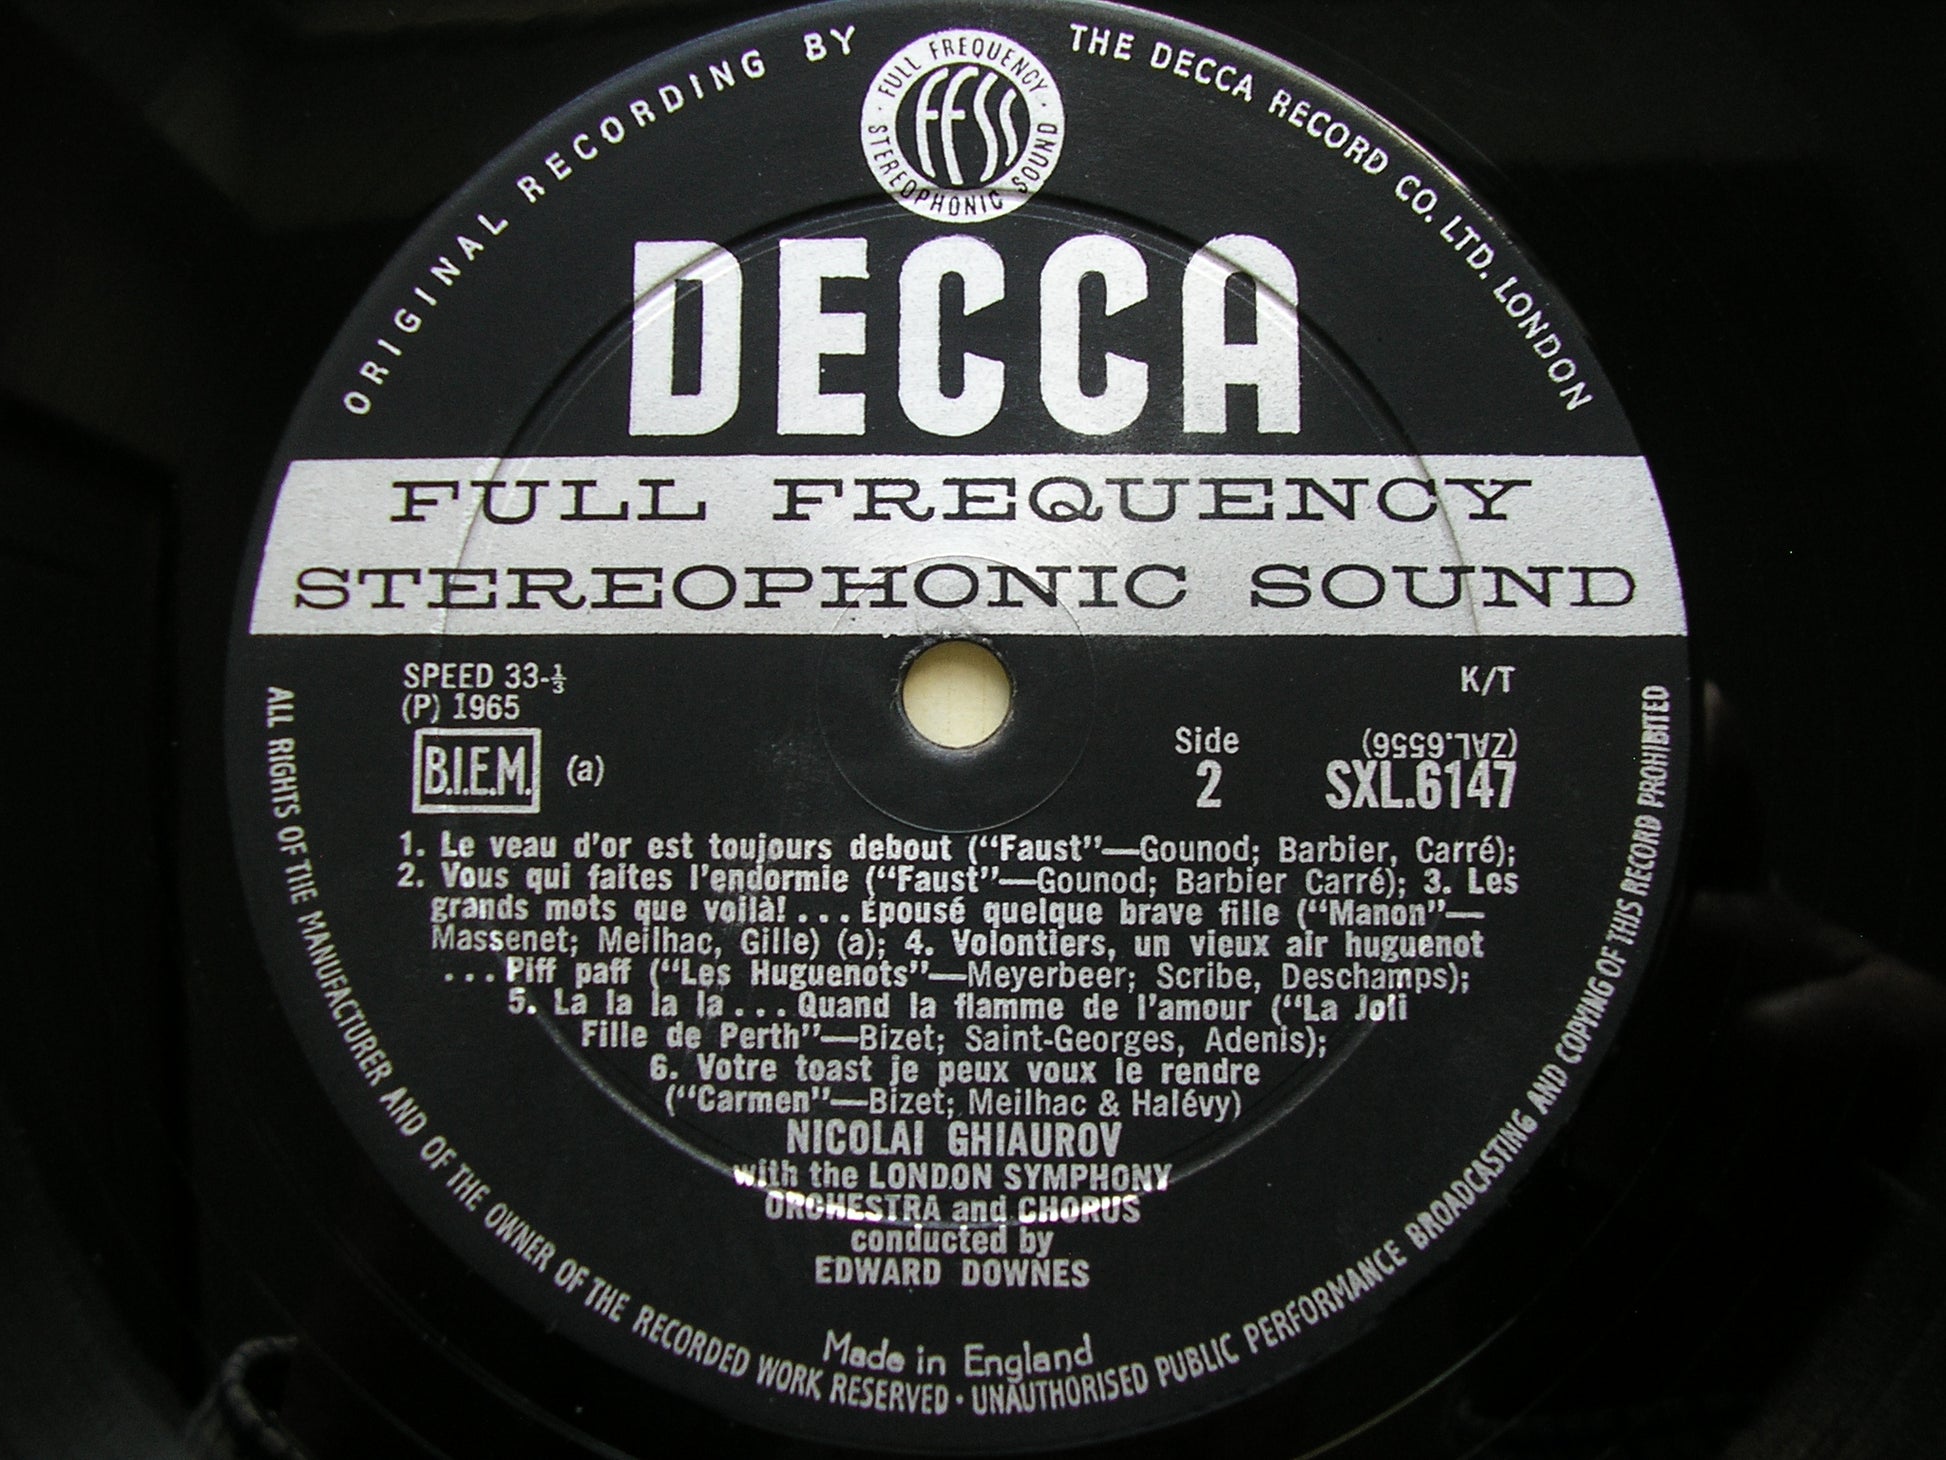 ORIGINAL RECORDING BY THE DECCA RECORD CO. LTD. LONDON
· FULL FREQUENCY · STEREOPHONIC SOUND
FFSS
DECCA
FULL FREQUENCY
STEREOPHONIC SOUND
SPEED 33-⅓
K/T
(P) 1965
B.I.E.M. (a)
Side
2
(ZAL.6556)
SXL.6147
1. Le veau d'or est toujours debout (“Faust”—Gounod; Barbier, Carré);
2. Vous qui faites l'endormie (“Faust”—Gounod; Barbier Carré); 3. Les
grands mots que voilà! ... Epousé quelque brave fille (“Manon”—
Massenet; Meilhac, Gille) (a); 4. Volontiers, un vieux air huguenot
... Piff paff (“Les Huguenots”—Meyerbeer; Scribe, Deschamps);
5. La la la la ... Quand la flamme de l'amour (“La Joli
Fille de Perth”—Bizet; Saint-Georges, Adenis);
6. Votre toast je peux voux le rendre
(“Carmen”—Bizet; Meilhac & Halévy)
NICOLAI GHIAUROV
with the LONDON SYMPHONY
ORCHESTRA and CHORUS
conducted by
EDWARD DOWNES
Made in England
ALL RIGHTS OF THE MANUFACTURER AND OF THE OWNER OF THE RECORDED WORK RESERVED · UNAUTHORISED PUBLIC PERFORMANCE BROADCASTING AND COPYING OF THIS RECORD PROHIBITED